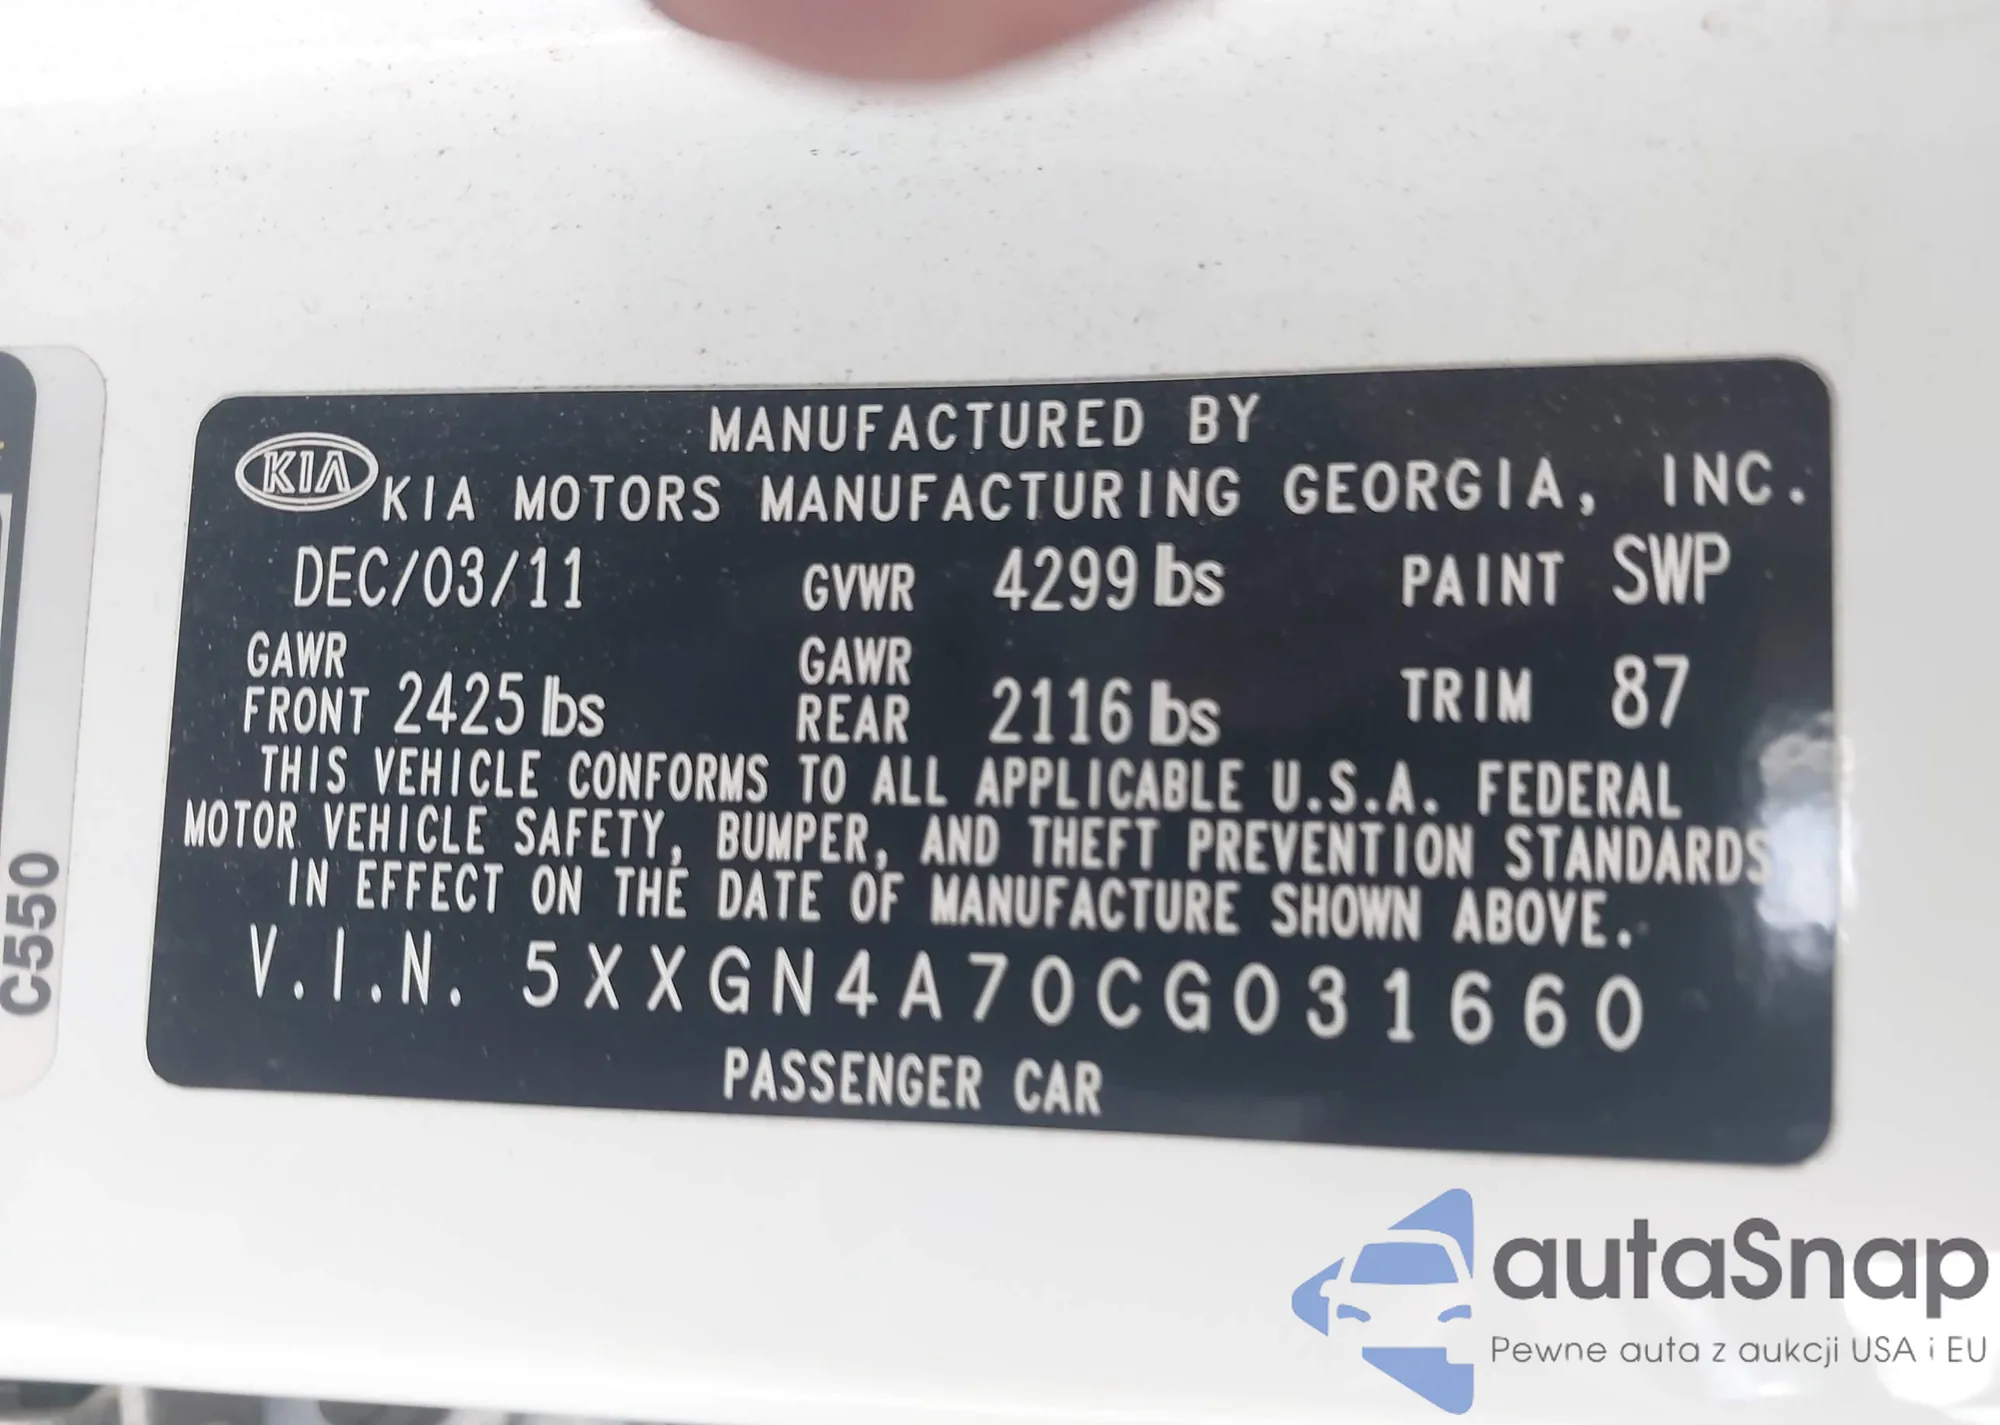 MANUFACTURED BY
KIA KIA MOTORS MANUFACTURING GEORGIA, INC.
DEC/03/11 GVWR 4299 lbs PAINT SWP
GAWR FRONT 2425 lbs GAWR REAR 2116 lbs TRIM 87
THIS VEHICLE CONFORMS TO ALL APPLICABLE U.S.A. FEDERAL
MOTOR VEHICLE SAFETY, BUMPER, AND THEFT PREVENTION STANDARDS
IN EFFECT ON THE DATE OF MANUFACTURE SHOWN ABOVE.
V.I.N. 5XXGN4A70CG031660
PASSENGER CAR
C550
autaSnap
Pewne auta z aukcji USA i EU